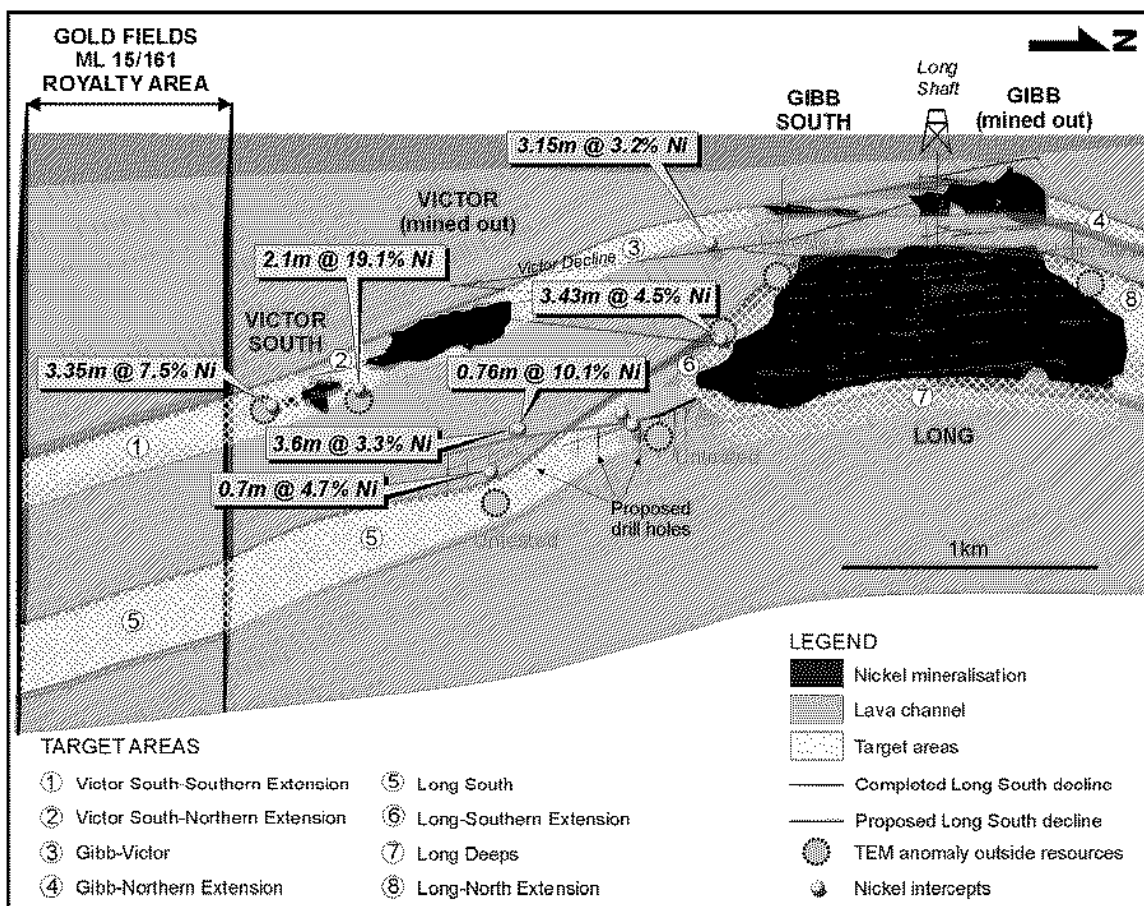 GOLD FIELDS
ML 15/161
ROYALTY AREA
N
Long
Shaft
GIBB
SOUTH
GIBB
(mined out)
3.15m @ 3.2% Ni
VICTOR
(mined out)
4
3
2.1m @ 19.1% Ni
Victor Decline
3.43m @ 4.5% Ni
8
VICTOR
SOUTH
2
3.35m @ 7.5% Ni
0.76m @ 10.1% Ni
6
7
LONG
1
3.6m @ 3.3% Ni
Untested
0.7m @ 4.7% Ni
Proposed
drill holes
5
Untested
1km
5
LEGEND
Nickel mineralisation
Lava channel
Target areas
Completed Long South decline
Proposed Long South decline
TEM anomaly outside resources
Nickel intercepts
TARGET AREAS
1 Victor South-Southern Extension
2 Victor South-Northern Extension
3 Gibb-Victor
4 Gibb-Northern Extension
5 Long South
6 Long-Southern Extension
7 Long Deeps
8 Long-North Extension